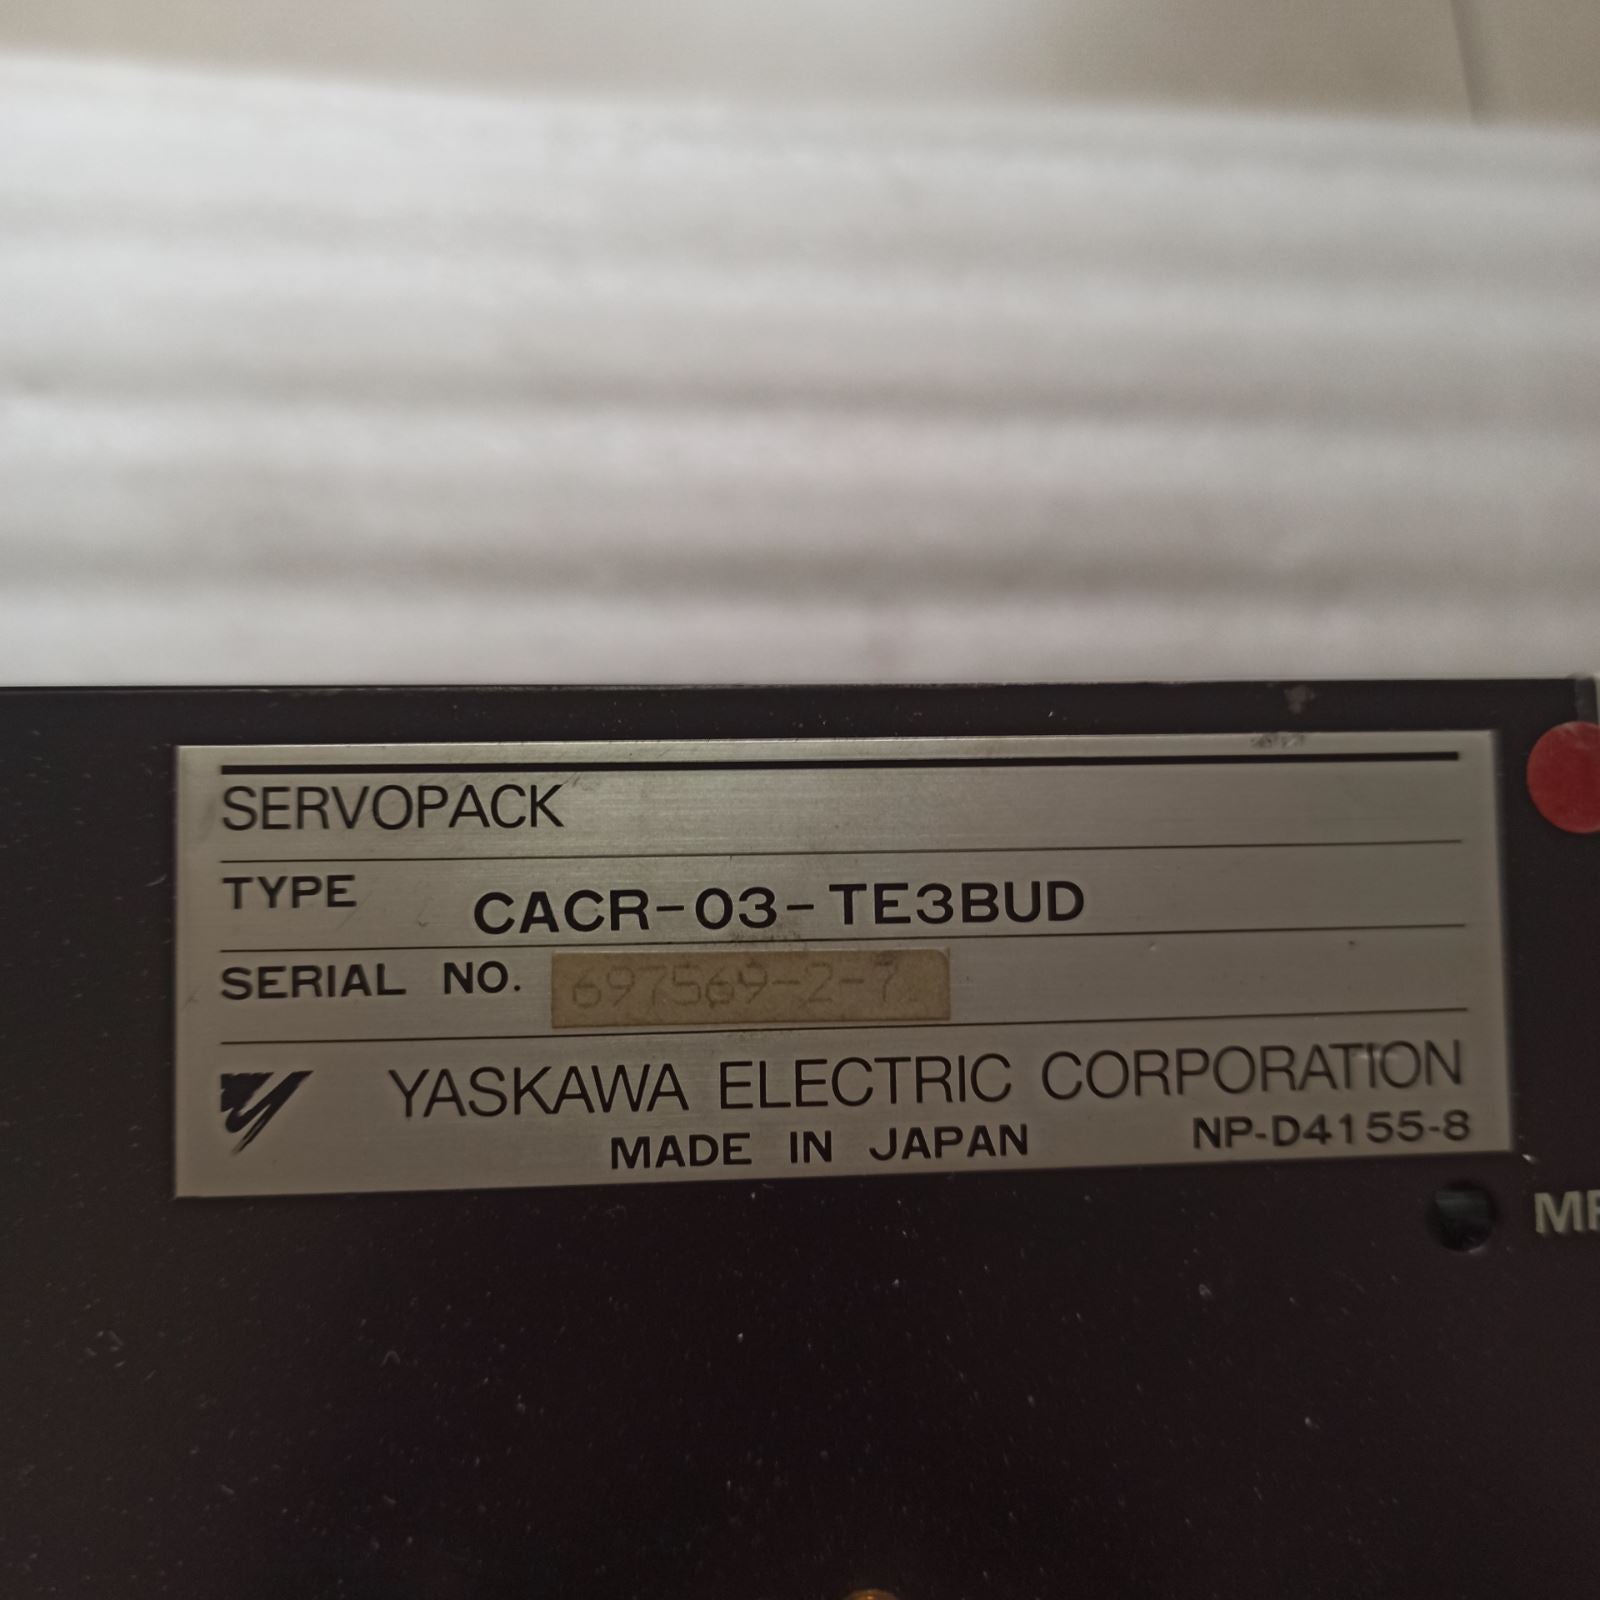 SERVOPACK
TYPE CACR-03-TE3BUD
SERIAL NO. 697569-2-7.
YASKAWA ELECTRIC CORPORATION
MADE IN JAPAN NP-D4155-8